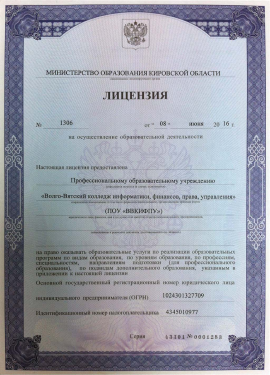 МИНИСТЕРСТВО ОБРАЗОВАНИЯ КИРОВСКОЙ ОБЛАСТИ
ЛИЦЕНЗИЯ
№ 1306 от « 08 » июня 20 16 г.
на осуществление образовательной деятельности
Настоящая лицензия предоставлена
Профессиональному образовательному учреждению
«Волго-Вятский колледж информатики, финансов, права, управления»
(ПОУ «ВВКИФПУ»)
на право оказывать образовательные услуги по реализации образовательных
программ по видам образования, по уровням образования, по профессиям,
специальностям, направлениям подготовки (для профессионального
образования), по подвидам дополнительного образования, указанным в
приложении к настоящей лицензии
Основной государственный регистрационный номер юридического лица
индивидуального предпринимателя (ОГРН) 1024301327709
Идентификационный номер налогоплательщика 4345010977
Серия